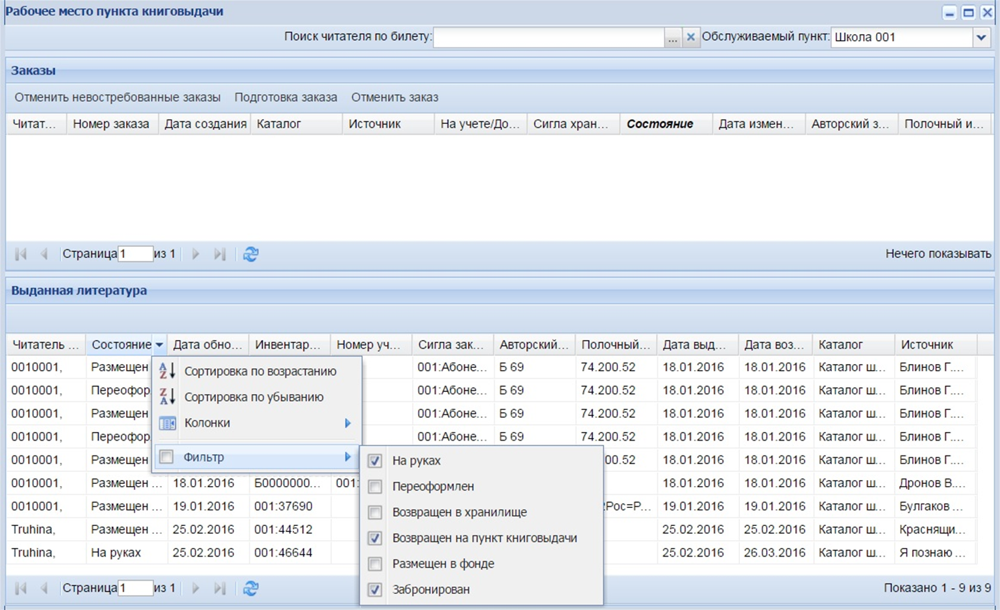 Рабочее место пункта книговыдачи
Поиск читателя по билету: ... Обслуживаемый пункт: Школа 001
Заказы
Отменить невостребованные заказы Подготовка заказа Отменить заказ
Читат... Номер заказа Дата создания Каталог Источник На учете/До... Сигла хран... Состояние Дата измен... Авторский з... Полочный и...
Страница 1 из 1 Нечего показывать
Выданная литература
Читатель ... Состояние Дата обно... Инвентар... Номер уч... Сигла зак... Авторский... Полочный... Дата выд... Дата воз... Каталог Источник
0010001, Размещен 001:Абоне... Б 69 74.200.52 18.01.2016 18.01.2016 Каталог ш... Блинов Г....
0010001, Переофор 001:Абоне... Б 69 74.200.52 18.01.2016 18.01.2016 Каталог ш... Блинов Г....
0010001, Размещен 001:Абоне... Б 69 74.200.52 18.01.2016 18.01.2016 Каталог ш... Блинов Г....
0010001, Переофор 001:Абоне... Б 69 74.200.52 18.01.2016 18.01.2016 Каталог ш... Блинов Г....
0010001, Размещен 00.52 18.01.2016 18.01.2016 Каталог ш... Блинов Г....
0010001, Размещен ... 18.01.2016 Б0000000... 001: 18.01.2016 18.01.2016 Каталог ш... Дронов В....
0010001, Размещен ... 19.01.2016 001:37690 Рос=Р... 19.01.2016 19.01.2016 Каталог ш... Булгаков ...
Truhina, Размещен ... 25.02.2016 001:44512 25.02.2016 25.02.2016 Каталог ш... Краснящи...
Truhina, На руках 25.02.2016 001:46644 25.02.2016 26.03.2016 Каталог ш... Я познаю ...
Сортировка по возрастанию
Сортировка по убыванию
Колонки
Фильтр
На руках
Переоформлен
Возвращен в хранилище
Возвращен на пункт книговыдачи
Размещен в фонде
Забронирован
Страница 1 из 1 Показано 1 - 9 из 9